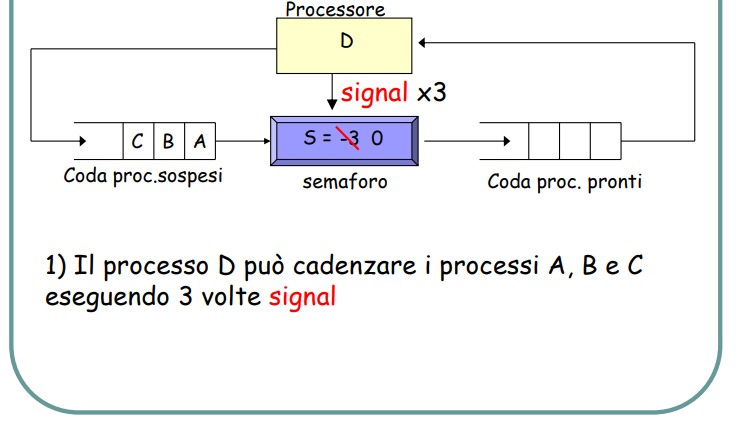 Processore
D
signal x3
C B A
S = -3 0
Coda proc.sospesi
semaforo
Coda proc. pronti
1) Il processo D può cadenzare i processi A, B e C
eseguendo 3 volte signal